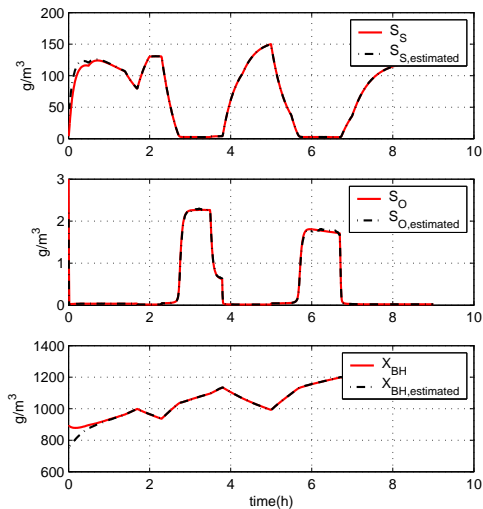 200
150
100
50
0
g/m³
S_S
S_S,estimated
0 2 4 6 8 10
3
2
1
0
g/m³
S_O
S_O,estimated
0 2 4 6 8 10
1400
1200
1000
800
600
g/m³
X_BH
X_BH,estimated
0 2 4 6 8 10
time(h)